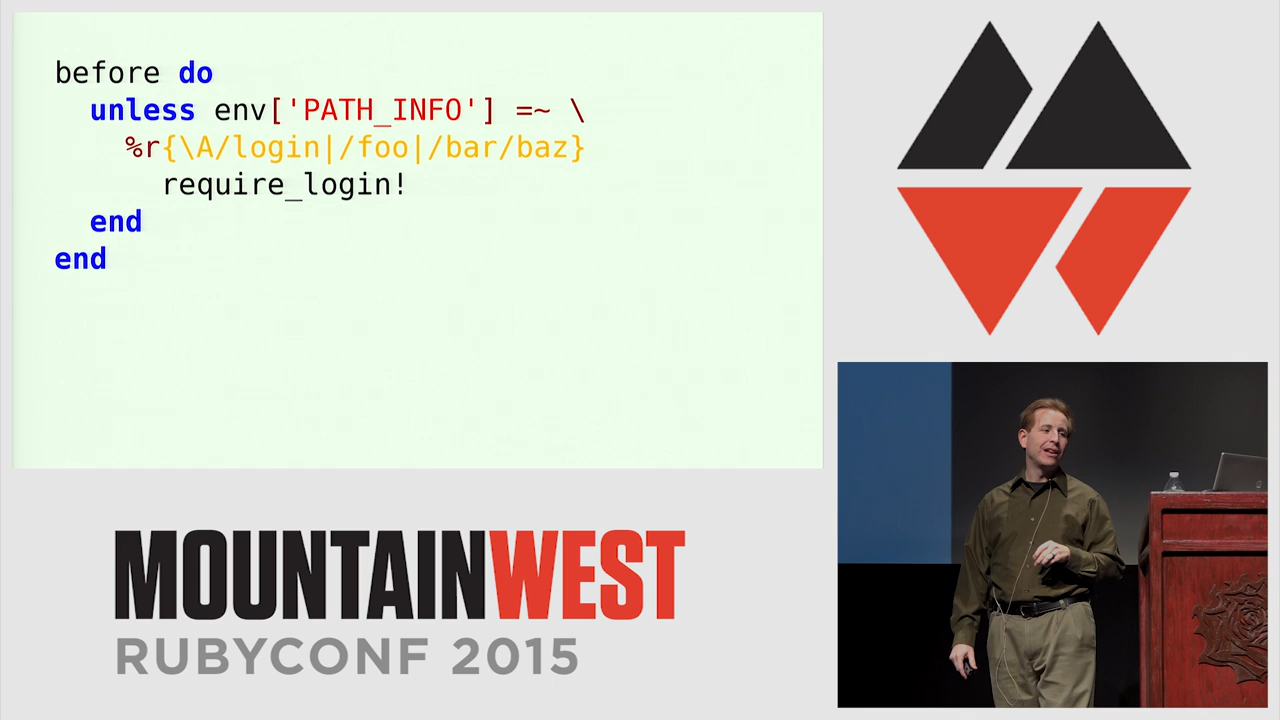 before do
  unless env['PATH_INFO'] =~ \
    %r{\A/login|/foo|/bar/baz}
      require_login!
  end
end
MOUNTAINWEST
RUBYCONF 2015